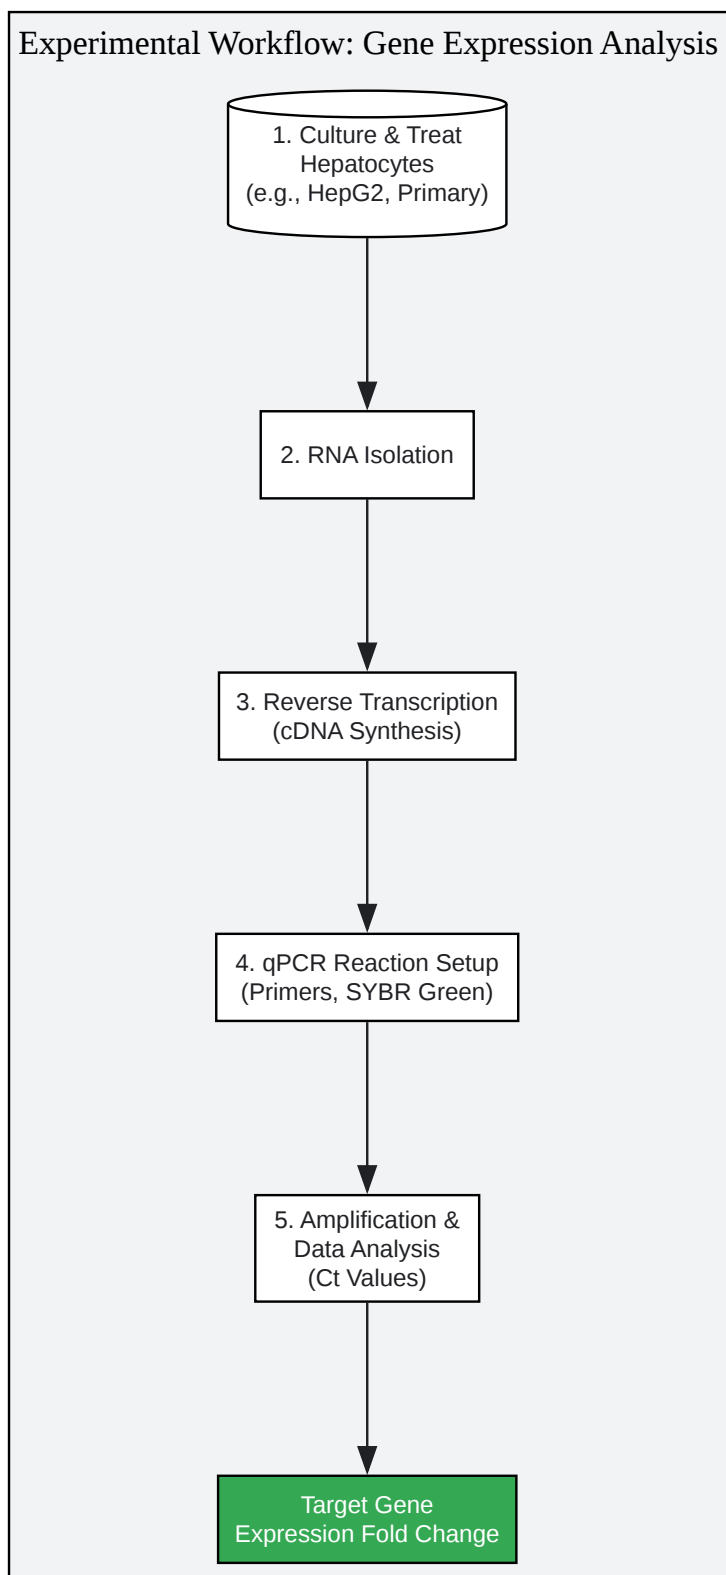 Experimental Workflow: Gene Expression Analysis
1. Culture & Treat
Hepatocytes
(e.g., HepG2, Primary)
2. RNA Isolation
3. Reverse Transcription
(cDNA Synthesis)
4. qPCR Reaction Setup
(Primers, SYBR Green)
5. Amplification &
Data Analysis
(Ct Values)
Target Gene
Expression Fold Change